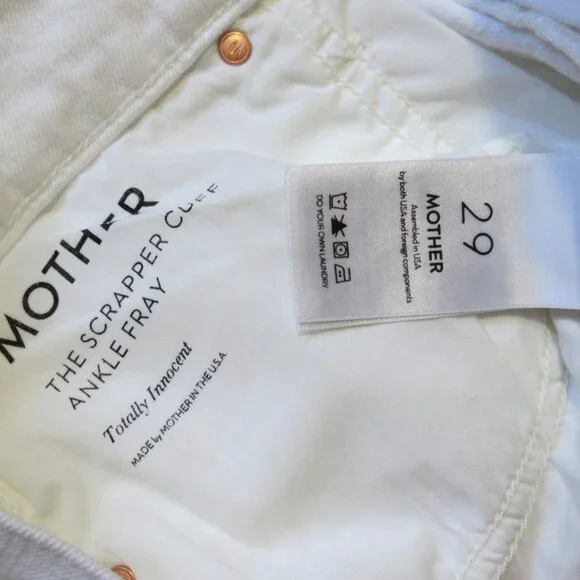 MOTHER
THE SCRAPPER CUFF
ANKLE FRAY
Totally Innocent
MADE by MOTHER IN THE U.S.A.
29
MOTHER
Assembled in USA
by both USA and foreign components
DO YOUR OWN LAUNDRY